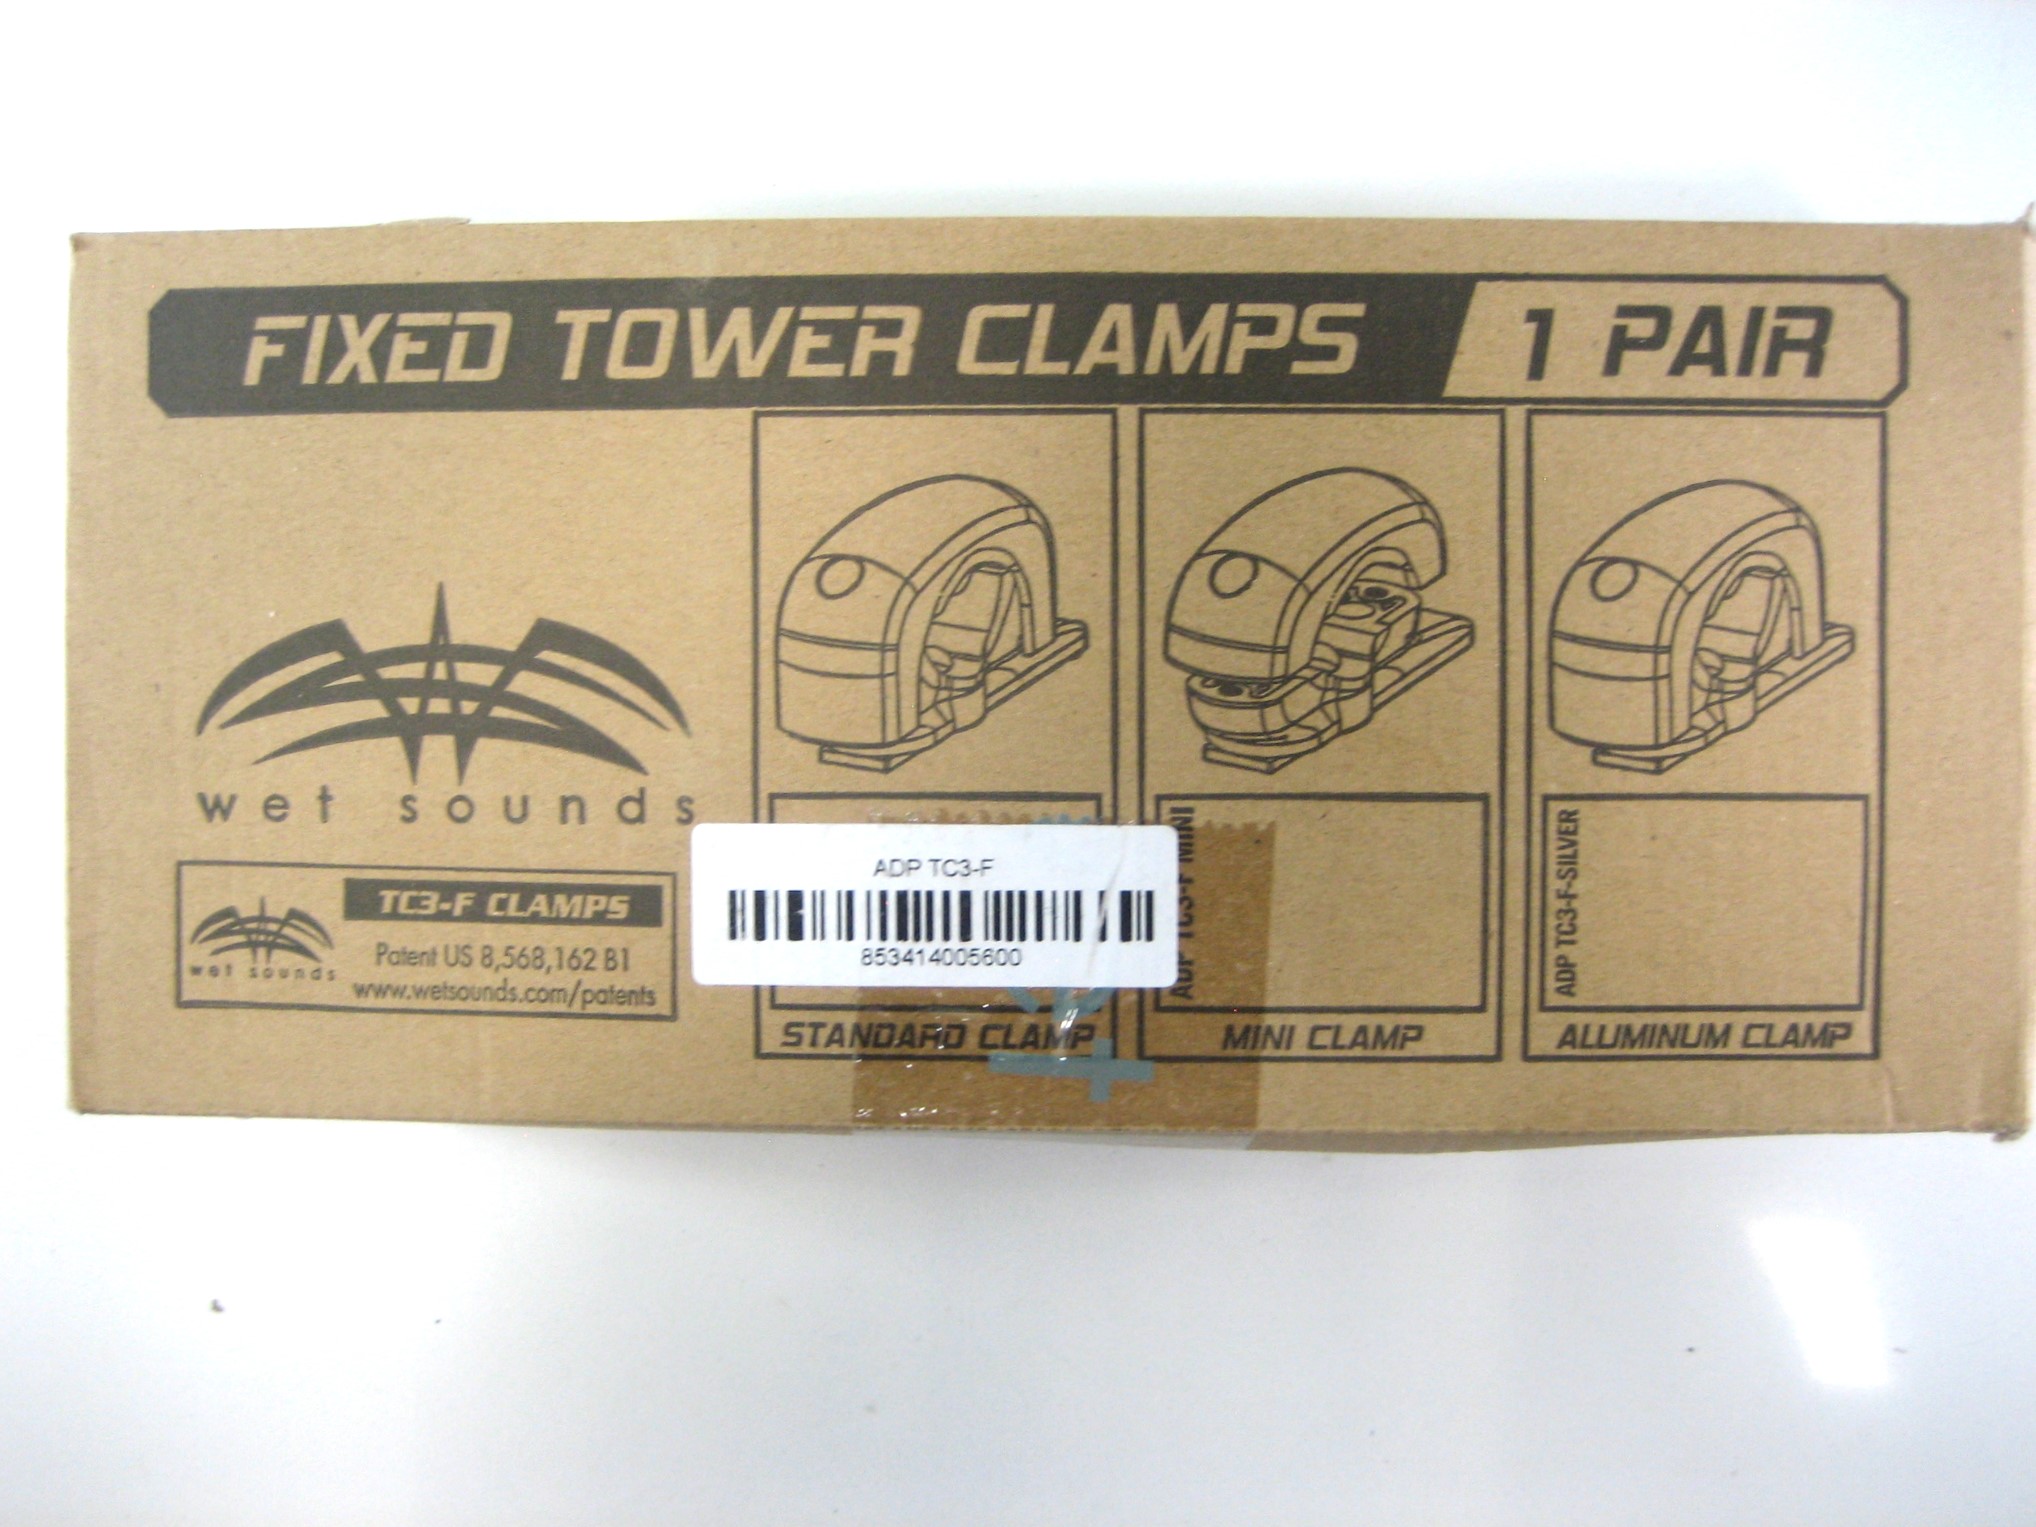 FIXED TOWER CLAMPS 1 PAIR
wet sounds
ADP TC3-F
853414005600
TC3-F CLAMPS
wet sounds
Patent US 8,568,162 B1
www.wetsounds.com/patents
STANDARD CLAMP
ADP TC3-F MINI
MINI CLAMP
ADP TC3-F-SILVER
ALUMINUM CLAMP